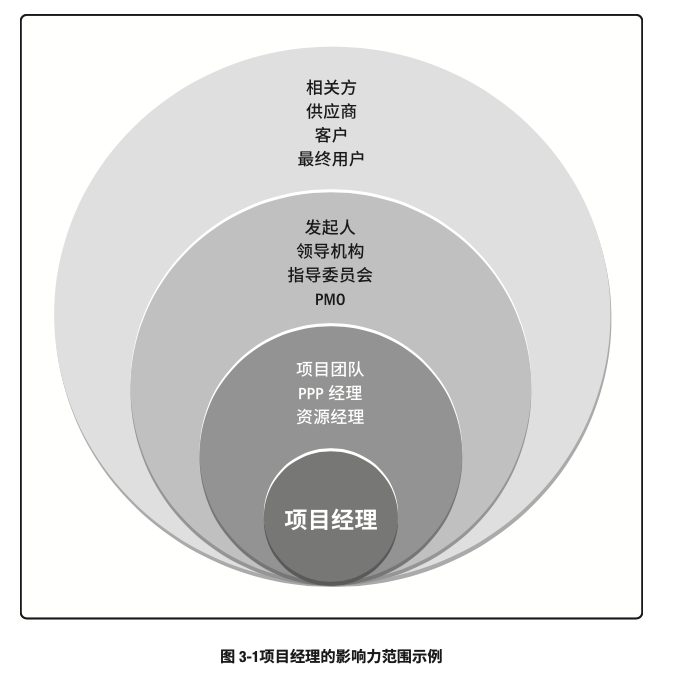 相关方
供应商
客户
最终用户
发起人
领导机构
指导委员会
PMO
项目团队
PPP 经理
资源经理
项目经理
图 3-1项目经理的影响力范围示例